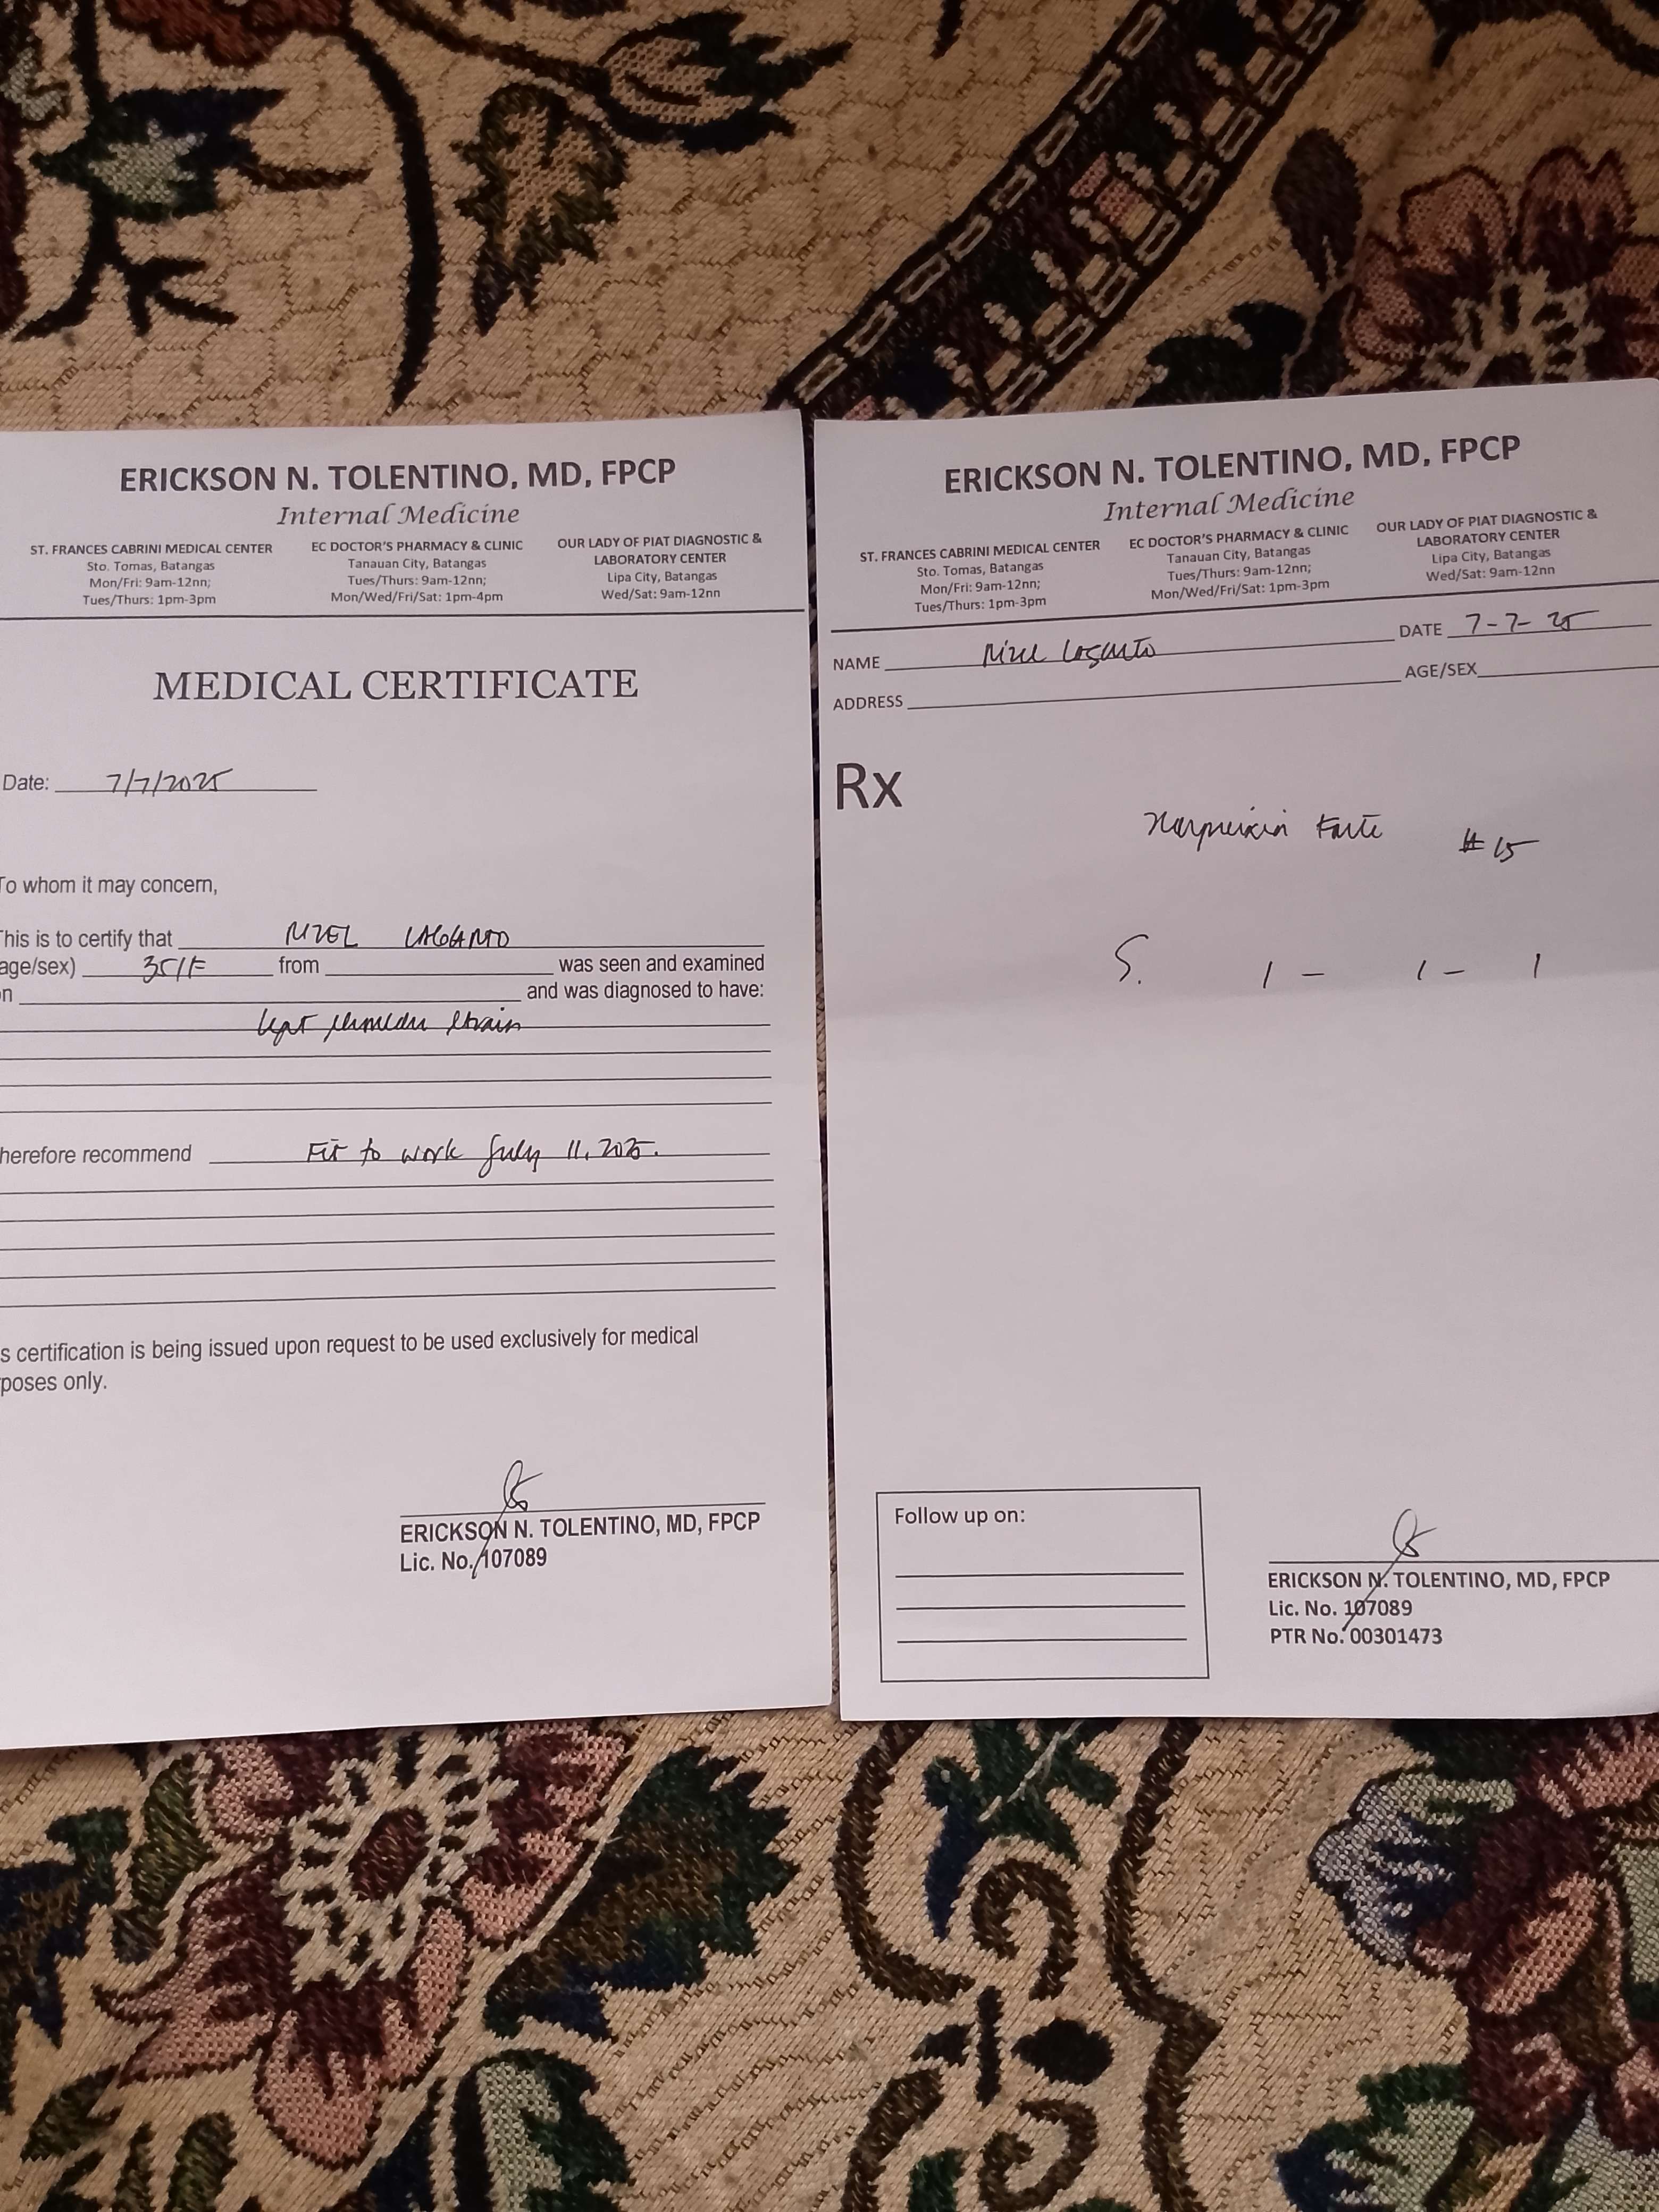 ERICKSON N. TOLENTINO, MD, FPCP
Internal Medicine
ST. FRANCES CABRINI MEDICAL CENTER
Sto. Tomas, Batangas
Mon/Fri: 9am-12nn;
Tues/Thurs: 1pm-3pm
EC DOCTOR'S PHARMACY & CLINIC
Tanauan City, Batangas
Tues/Thurs: 9am-12nn;
Mon/Wed/Fri/Sat: 1pm-4pm
OUR LADY OF PIAT DIAGNOSTIC &
LABORATORY CENTER
Lipa City, Batangas
Wed/Sat: 9am-12nn
MEDICAL CERTIFICATE
Date: 7/7/2025
To whom it may concern,
This is to certify that
age/sex) 35/F from was seen and examined
n and was diagnosed to have:
strain
herefore recommend Fit to work July 11, 2025.
s certification is being issued upon request to be used exclusively for medical
poses only.
ERICKSON N. TOLENTINO, MD, FPCP
Lic. No. 107089
ERICKSON N. TOLENTINO, MD, FPCP
Internal Medicine
ST. FRANCES CABRINI MEDICAL CENTER
Sto. Tomas, Batangas
Mon/Fri: 9am-12nn;
Tues/Thurs: 1pm-3pm
EC DOCTOR'S PHARMACY & CLINIC
Tanauan City, Batangas
Tues/Thurs: 9am-12nn;
Mon/Wed/Fri/Sat: 1pm-3pm
OUR LADY OF PIAT DIAGNOSTIC &
LABORATORY CENTER
Lipa City, Batangas
Wed/Sat: 9am-12nn
NAME DATE 7-7-25
ADDRESS AGE/SEX
Rx
Forte #15
S. 1 - 1 - 1
Follow up on:
ERICKSON N. TOLENTINO, MD, FPCP
Lic. No. 107089
PTR No. 00301473